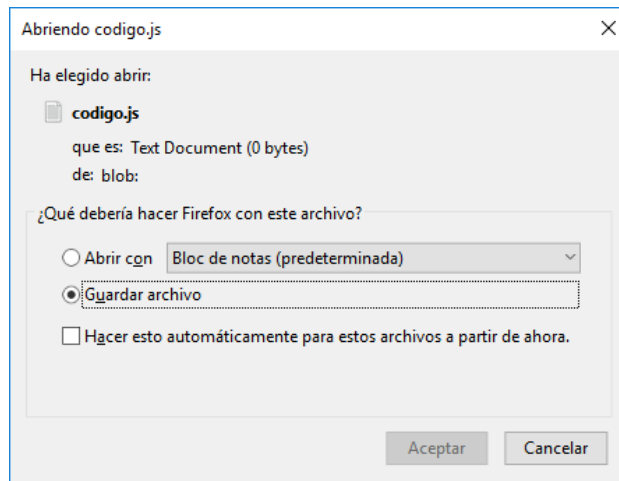 Abriendo codigo.js
Ha elegido abrir:
codigo.js
que es: Text Document (0 bytes)
de: blob:
¿Qué debería hacer Firefox con este archivo?
Abrir con Bloc de notas (predeterminada)
Guardar archivo
Hacer esto automáticamente para estos archivos a partir de ahora.
Aceptar Cancelar